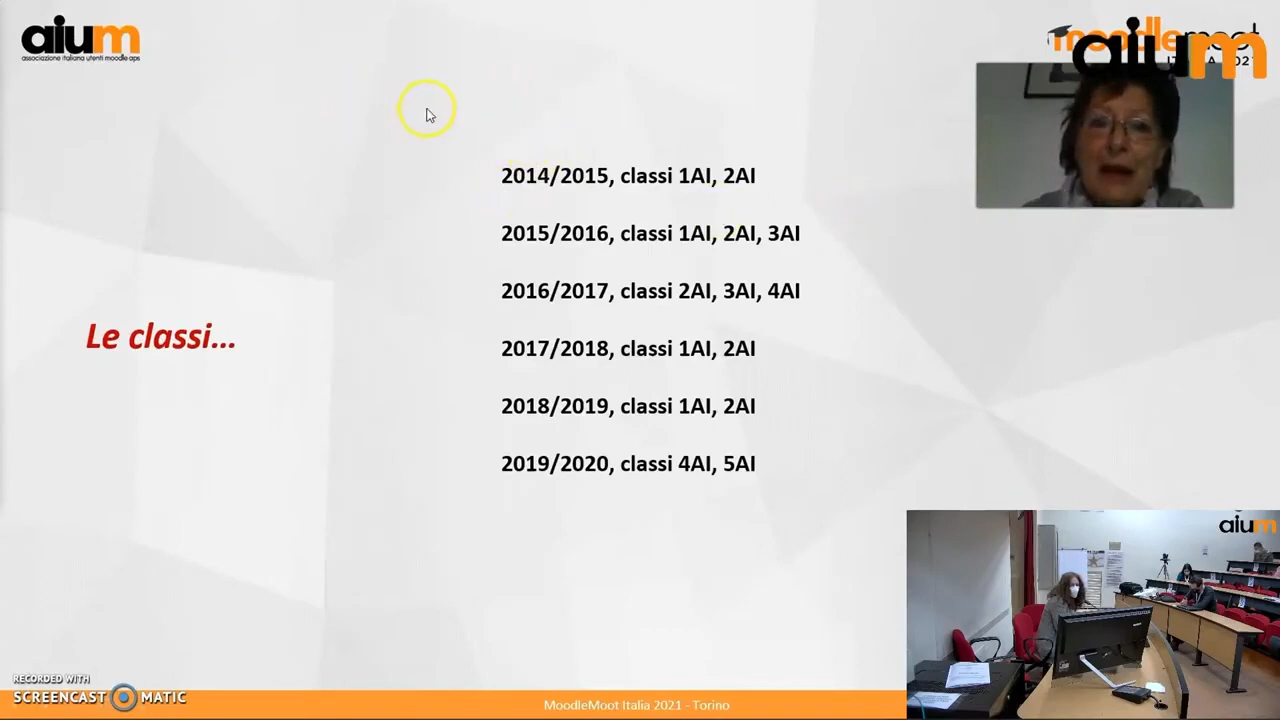 aium
associazione italiana utenti moodle aps
moodlemoot
aium
2014/2015, classi 1AI, 2AI
2015/2016, classi 1AI, 2AI, 3AI
2016/2017, classi 2AI, 3AI, 4AI
Le classi...
2017/2018, classi 1AI, 2AI
2018/2019, classi 1AI, 2AI
2019/2020, classi 4AI, 5AI
aium
RECORDED WITH
SCREENCAST MATIC
MoodleMoot Italia 2021 - Torino